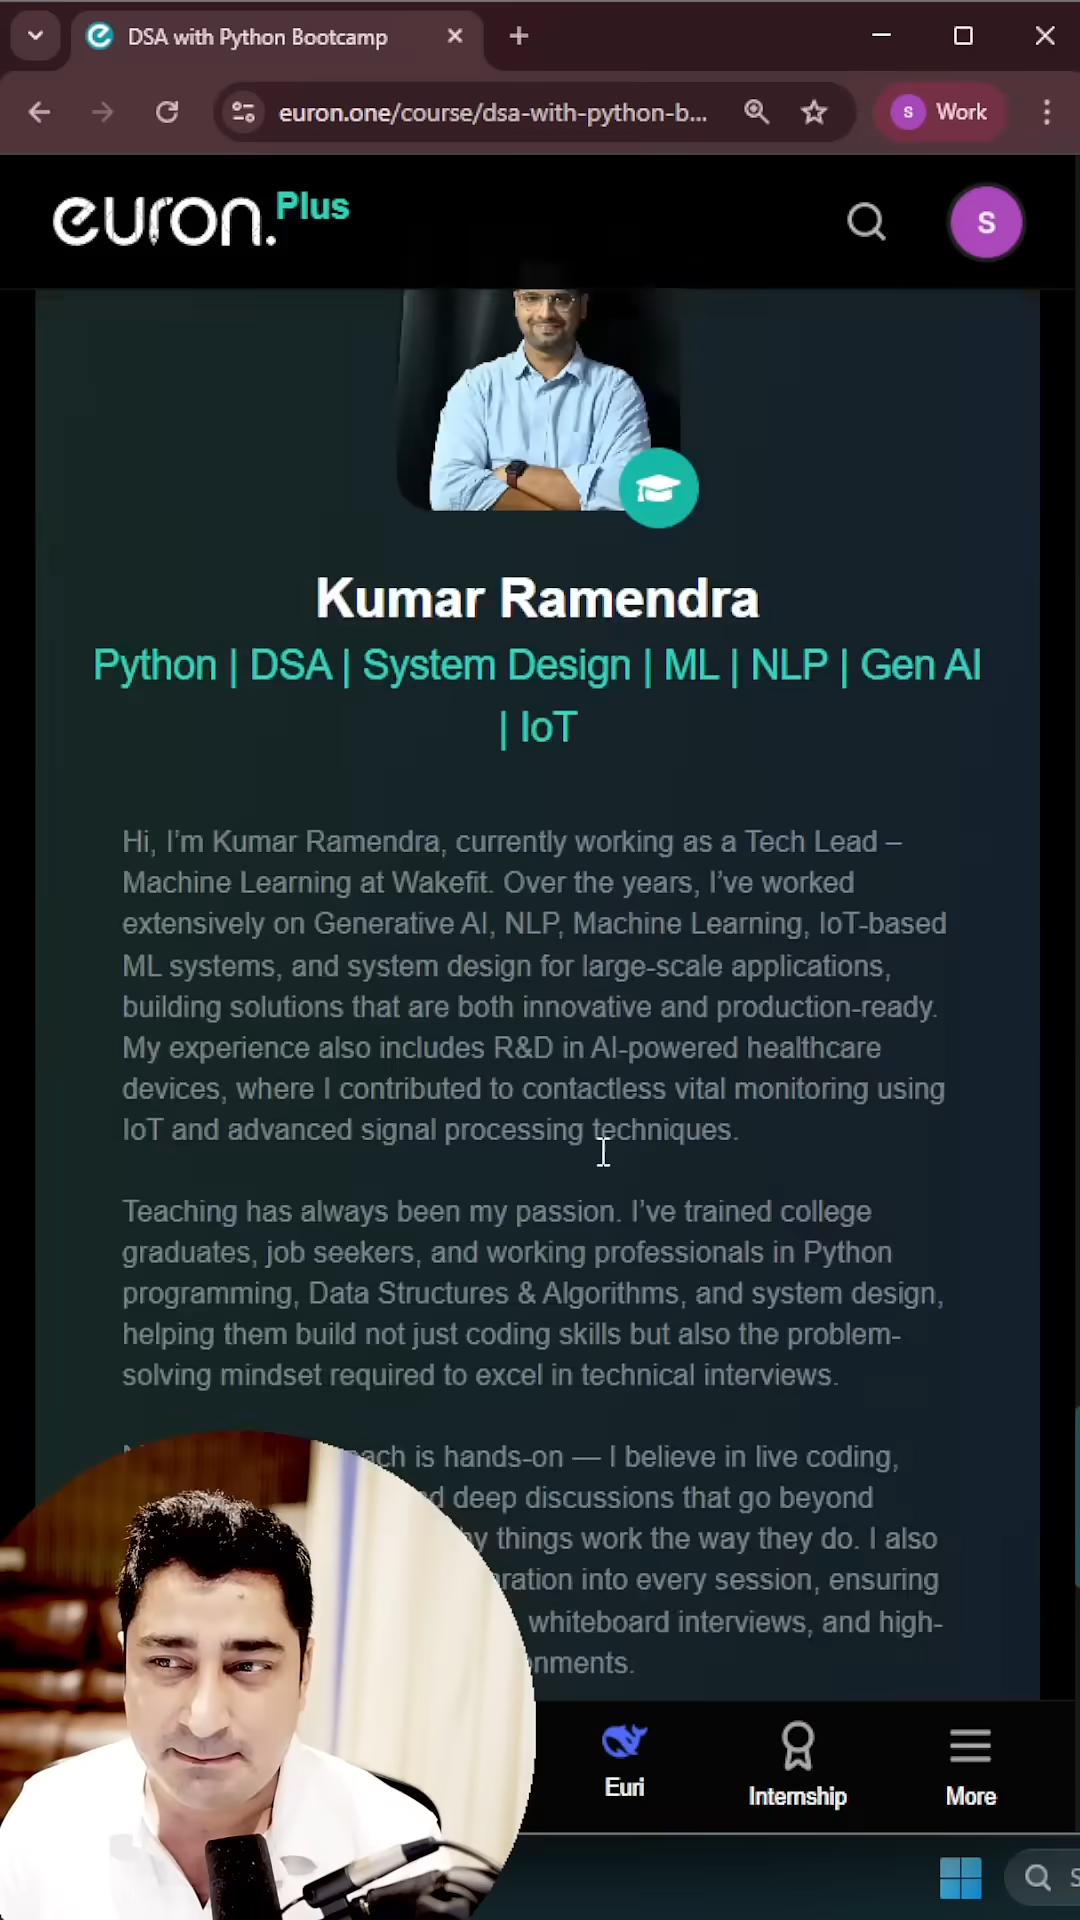 DSA with Python Bootcamp
euron.one/course/dsa-with-python-b...
s
Work
euron.
Plus
S
Kumar Ramendra
Python | DSA | System Design | ML | NLP | Gen AI
| IoT
Hi, I’m Kumar Ramendra, currently working as a Tech Lead –
Machine Learning at Wakefit. Over the years, I’ve worked
extensively on Generative AI, NLP, Machine Learning, IoT-based
ML systems, and system design for large-scale applications,
building solutions that are both innovative and production-ready.
My experience also includes R&D in AI-powered healthcare
devices, where I contributed to contactless vital monitoring using
IoT and advanced signal processing techniques.
Teaching has always been my passion. I’ve trained college
graduates, job seekers, and working professionals in Python
programming, Data Structures & Algorithms, and system design,
helping them build not just coding skills but also the problem-
solving mindset required to excel in technical interviews.
is hands-on — I believe in live coding,
deep discussions that go beyond
things work the way they do. I also
into every session, ensuring
whiteboard interviews, and high-
Euri
Internship
More